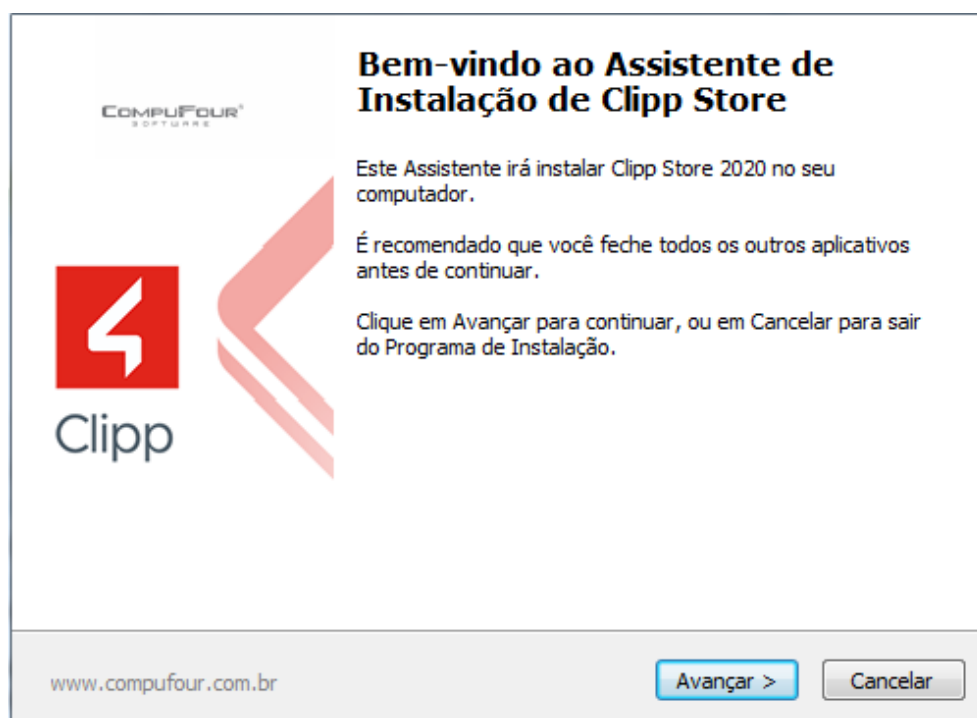 Bem-vindo ao Assistente de
Instalação de Clipp Store
COMPUFOUR®
SOFTWARE
Este Assistente irá instalar Clipp Store 2020 no seu
computador.
É recomendado que você feche todos os outros aplicativos
antes de continuar.
Clique em Avançar para continuar, ou em Cancelar para sair
do Programa de Instalação.
Clipp
www.compufour.com.br
Avançar >
Cancelar